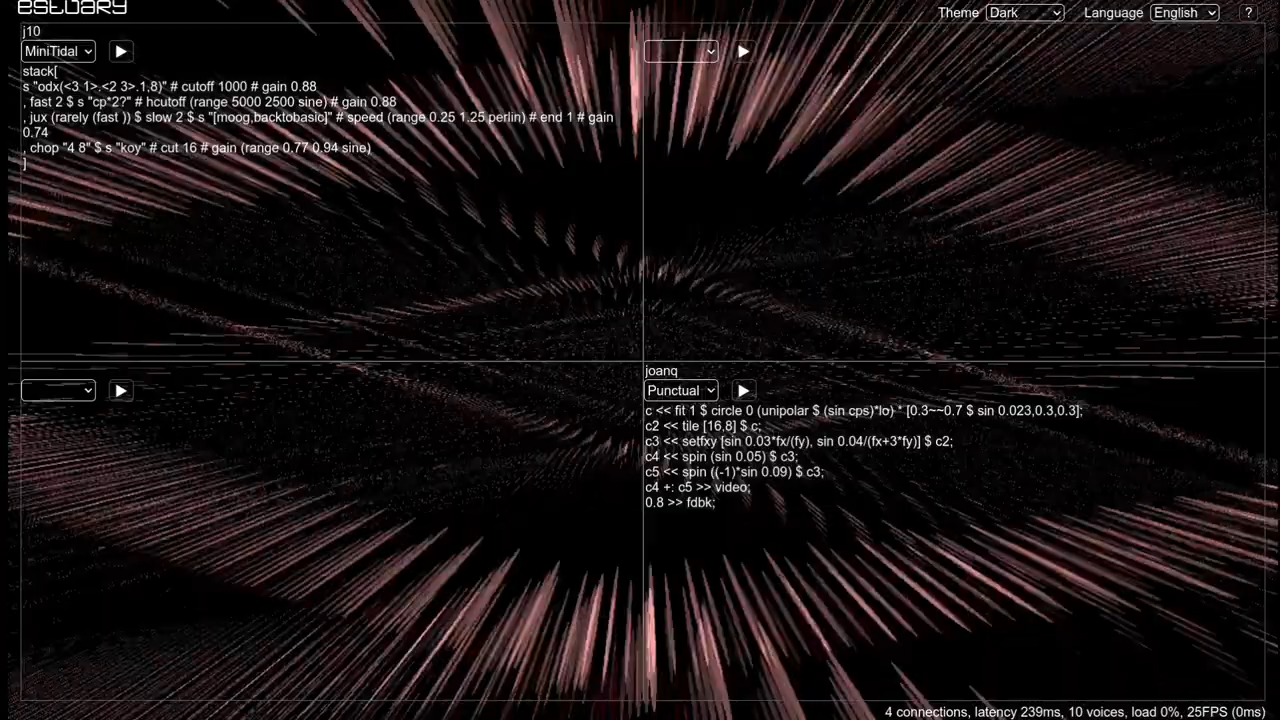 estuary
Theme Dark Language English ?
j10
MiniTidal
stack[
s "odx(<3 1>.<2 3>.1,8)" # cutoff 1000 # gain 0.88
, fast 2 $ s "cp*2?" # hcutoff (range 5000 2500 sine) # gain 0.88
, jux (rarely (fast )) $ slow 2 $ s "[moog,backtobasic]" # speed (range 0.25 1.25 perlin) # end 1 # gain
0.74
, chop "4 8" $ s "koy" # cut 16 # gain (range 0.77 0.94 sine)
]
joanq
Punctual
c << fit 1 $ circle 0 (unipolar $ (sin cps)*lo) * [0.3~~0.7 $ sin 0.023,0.3,0.3];
c2 << tile [16,8] $ c;
c3 << setfxy [sin 0.03*fx/(fy), sin 0.04/(fx+3*fy)] $ c2;
c4 << spin (sin 0.05) $ c3;
c5 << spin ((-1)*sin 0.09) $ c3;
c4 +: c5 >> video;
0.8 >> fdbk;
4 connections, latency 239ms, 10 voices, load 0%, 25FPS (0ms)